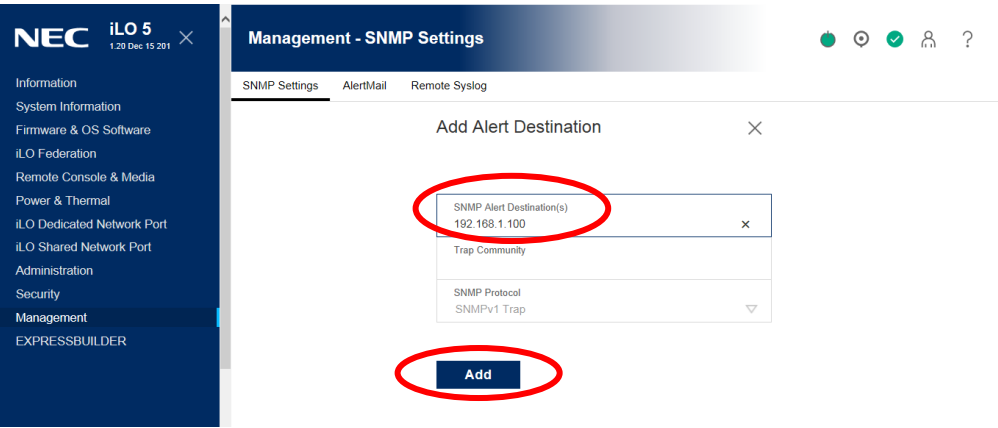 NEC
iLO 5
1.20 Dec 15 201
Information
System Information
Firmware & OS Software
iLO Federation
Remote Console & Media
Power & Thermal
iLO Dedicated Network Port
iLO Shared Network Port
Administration
Security
Management
EXPRESSBUILDER
Management - SNMP Settings
?
SNMP Settings AlertMail Remote Syslog
Add Alert Destination
SNMP Alert Destination(s)
192.168.1.100
Trap Community
SNMP Protocol
SNMPv1 Trap
Add